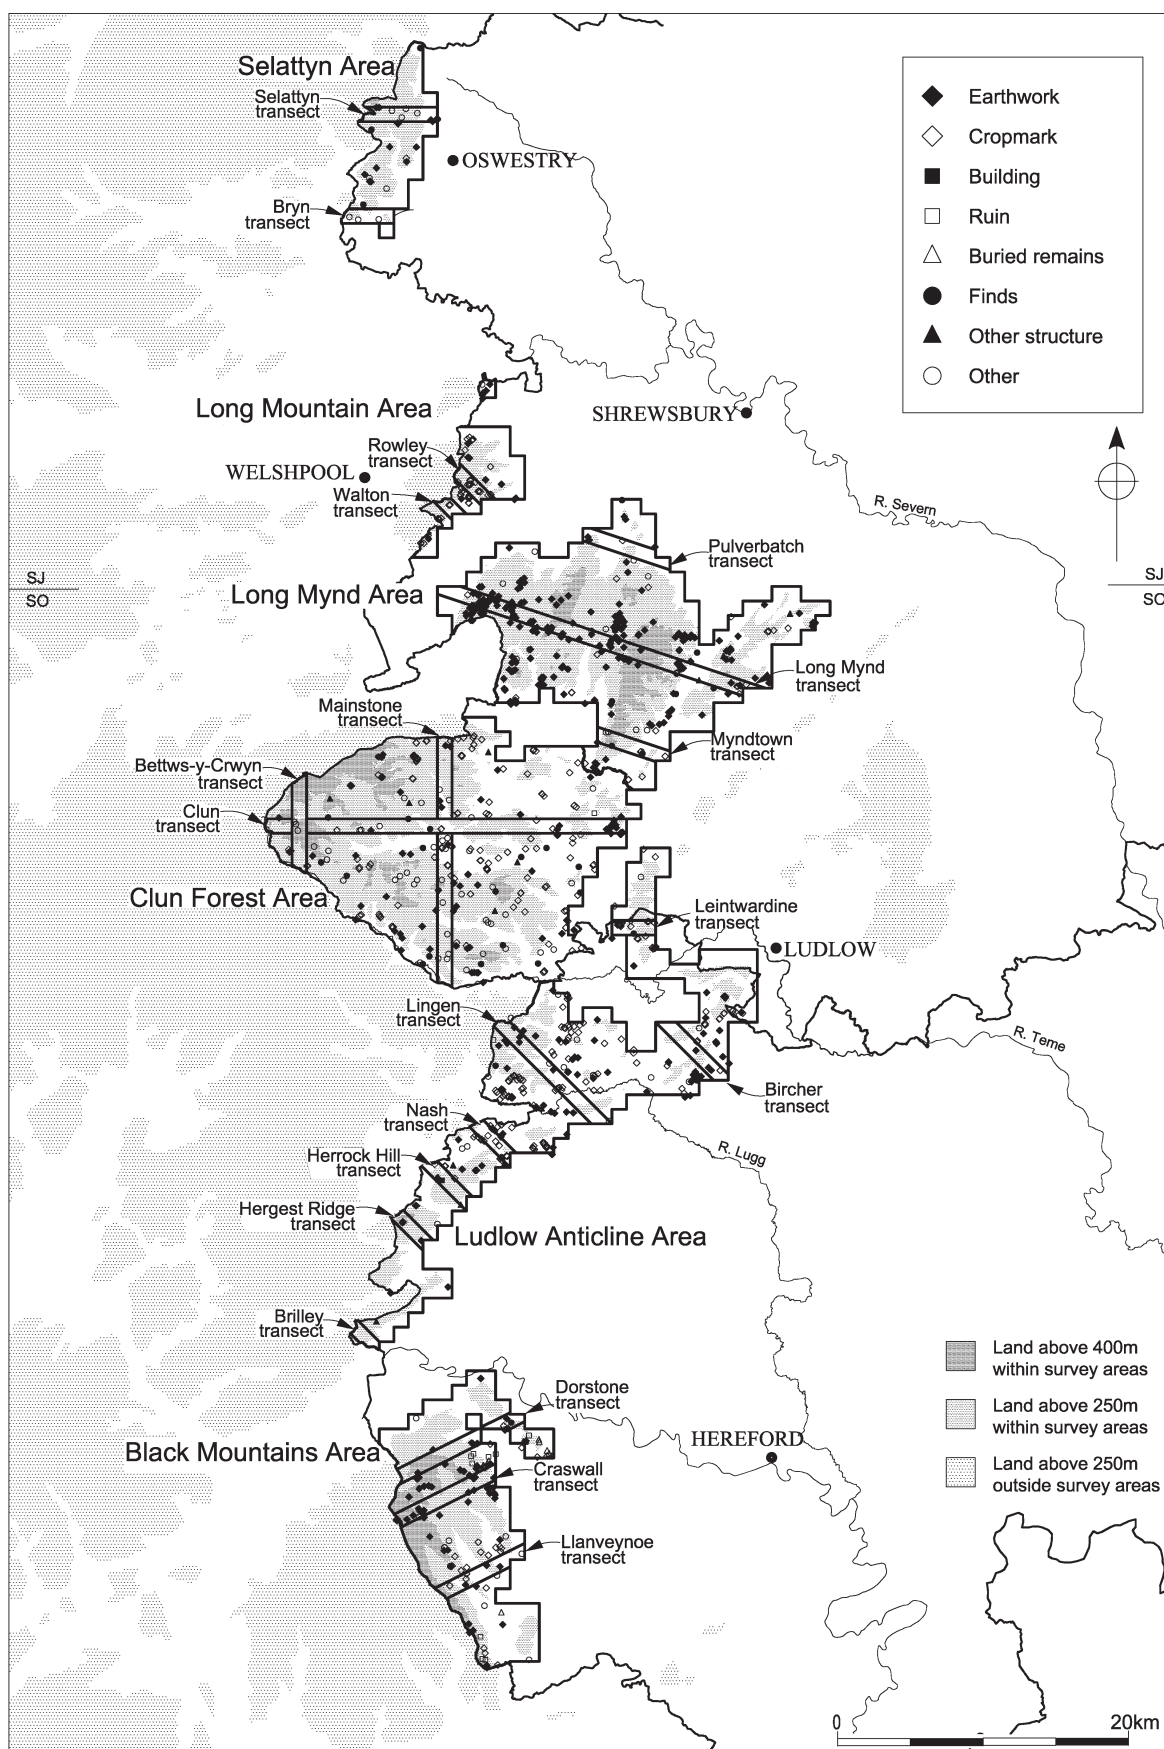 Selattyn Area
Selattyn
transect
OSWESTRY
Bryn
transect
Earthwork
Cropmark
Building
Ruin
Buried remains
Finds
Other structure
Other
Long Mountain Area
SHREWSBURY
Rowley
transect
WELSHPOOL
Walton
transect
R. Severn
Pulverbatch
transect
SJ
SO
SJ
SO
Long Mynd Area
Long Mynd
transect
Mainstone
transect
Myndtown
transect
Bettws-y-Crwyn
transect
Clun
transect
Clun Forest Area
Leintwardine
transect
LUDLOW
Lingen
transect
R. Teme
Bircher
transect
Nash
transect
R. Lugg
Herrock Hill
transect
Hergest Ridge
transect
Ludlow Anticline Area
Brilley
transect
Land above 400m
within survey areas
Land above 250m
within survey areas
Land above 250m
outside survey areas
Dorstone
transect
Black Mountains Area
HEREFORD
Craswall
transect
Llanveynoe
transect
0
20km